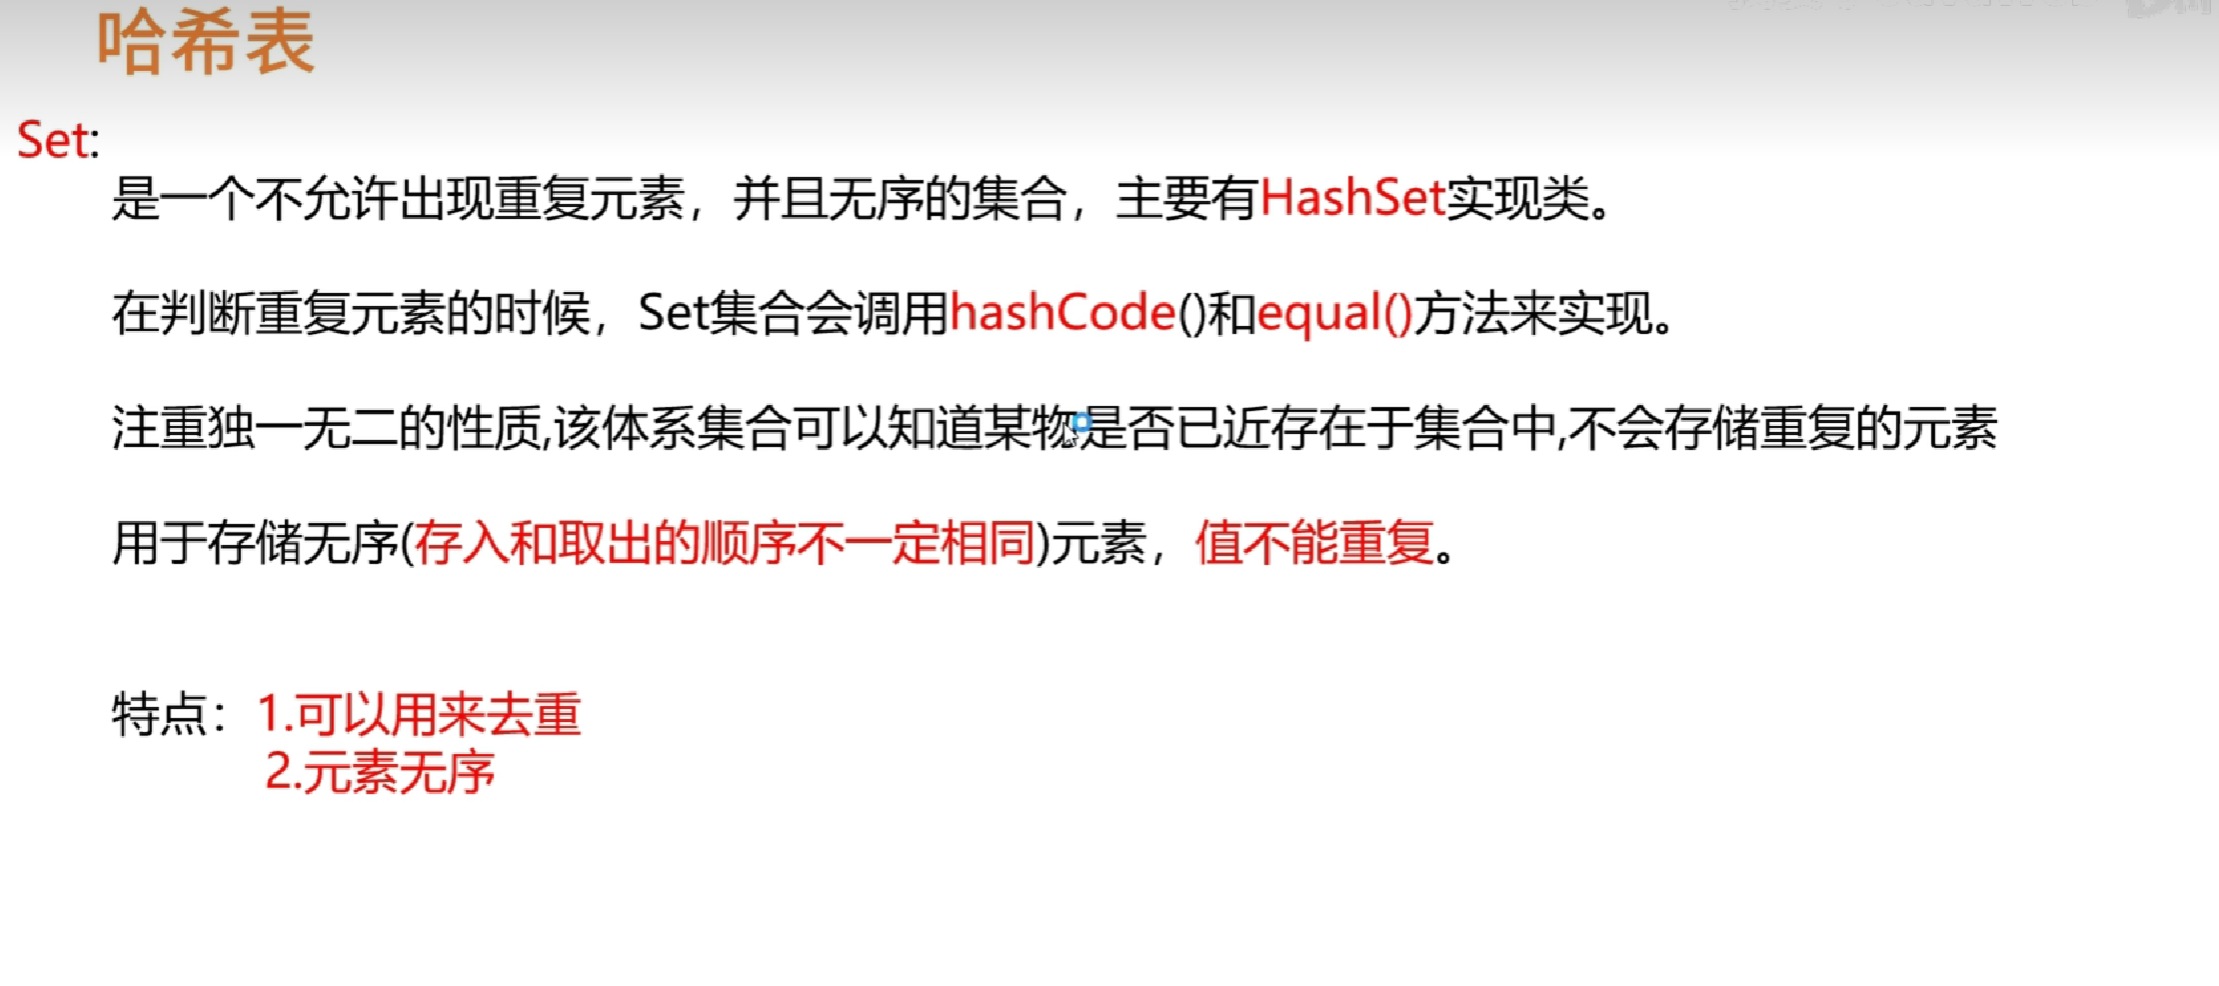 哈希表
Set:
是一个不允许出现重复元素，并且无序的集合，主要有HashSet实现类。
在判断重复元素的时候，Set集合会调用hashCode()和equal()方法来实现。
注重独一无二的性质,该体系集合可以知道某物是否已近存在于集合中,不会存储重复的元素
用于存储无序(存入和取出的顺序不一定相同)元素，值不能重复。
特点：1.可以用来去重
2.元素无序